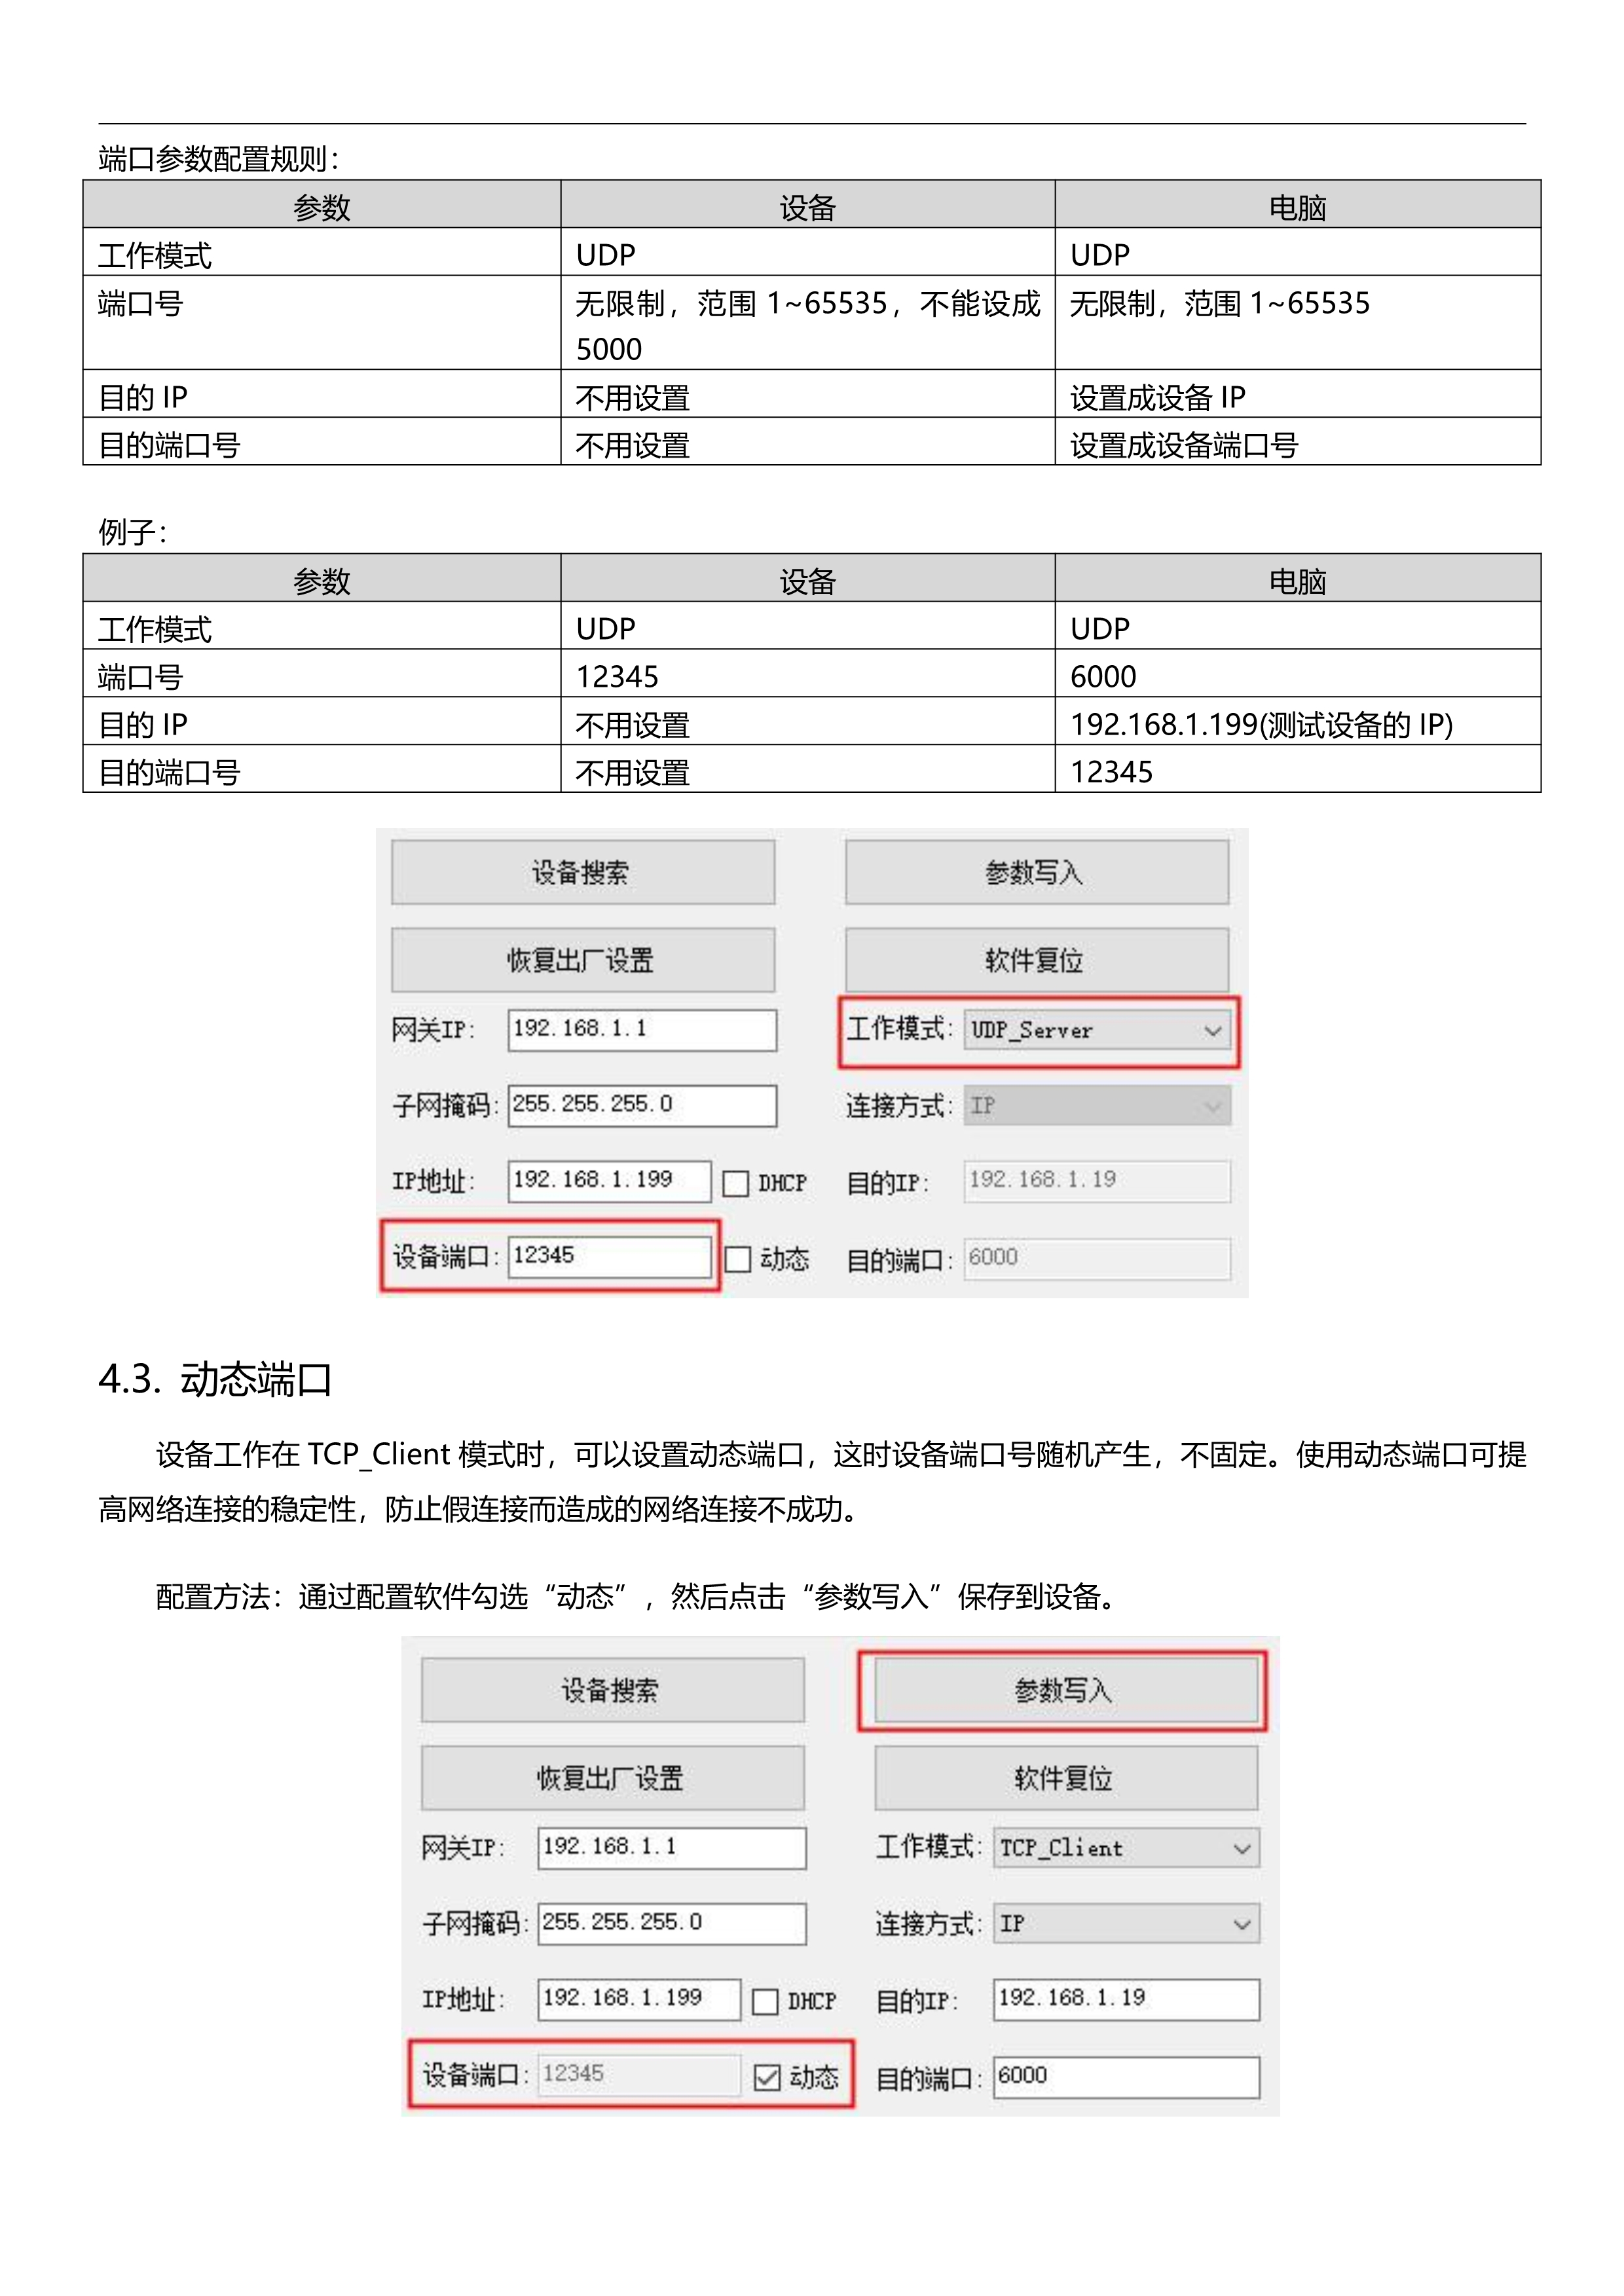 端口参数配置规则：
参数 设备 电脑
工作模式 UDP UDP
端口号 无限制，范围 1~65535，不能设成 无限制，范围 1~65535
5000
目的 IP 不用设置 设置成设备 IP
目的端口号 不用设置 设置成设备端口号
例子：
参数 设备 电脑
工作模式 UDP UDP
端口号 12345 6000
目的 IP 不用设置 192.168.1.199(测试设备的 IP)
目的端口号 不用设置 12345
设备搜索 参数写入
恢复出厂设置 软件复位
网关IP: 192.168.1.1 工作模式: UDP_Server
子网掩码: 255.255.255.0 连接方式: IP
IP地址: 192.168.1.199 DHCP 目的IP: 192.168.1.19
设备端口: 12345 动态 目的端口: 6000
4.3. 动态端口
设备工作在 TCP_Client 模式时，可以设置动态端口，这时设备端口号随机产生，不固定。使用动态端口可提
高网络连接的稳定性，防止假连接而造成的网络连接不成功。
配置方法：通过配置软件勾选“动态”，然后点击“参数写入”保存到设备。
设备搜索 参数写入
恢复出厂设置 软件复位
网关IP: 192.168.1.1 工作模式: TCP_Client
子网掩码: 255.255.255.0 连接方式: IP
IP地址: 192.168.1.199 DHCP 目的IP: 192.168.1.19
设备端口: 12345 动态 目的端口: 6000